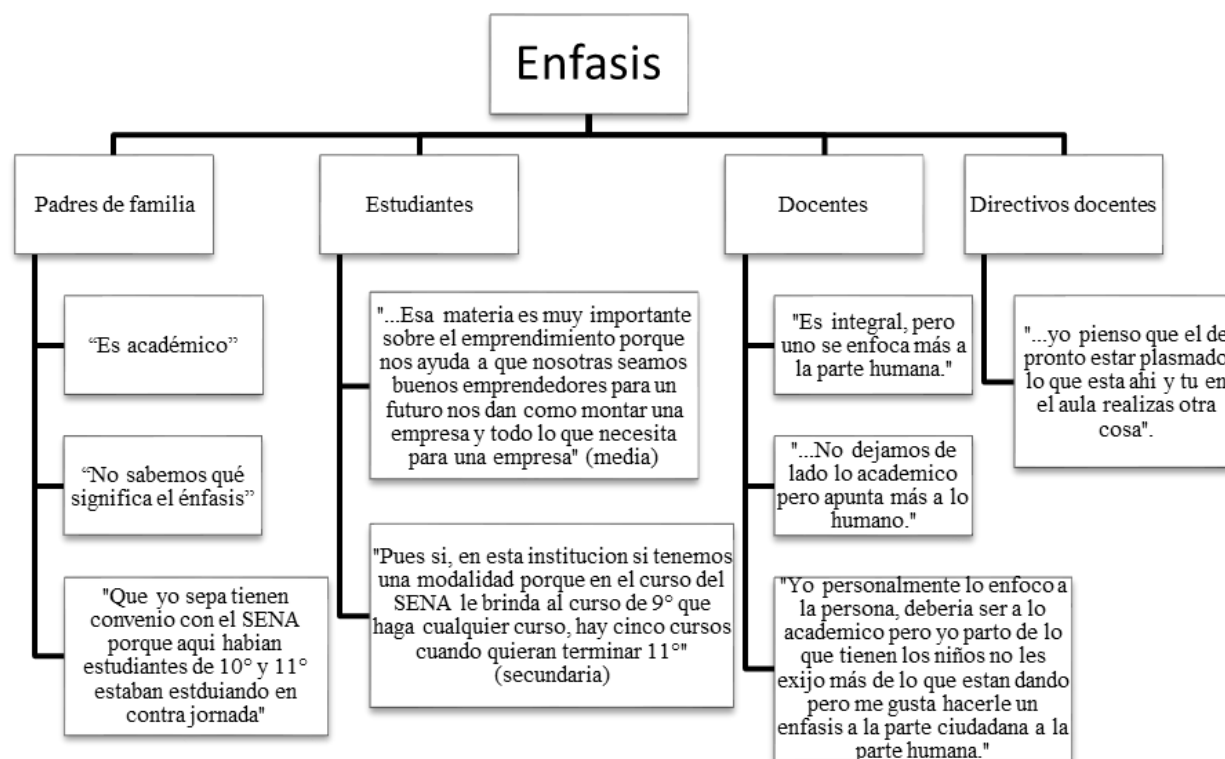 Enfasis
Padres de familia
Estudiantes
Docentes
Directivos docentes
“Es académico”
“No sabemos qué
significa el énfasis”
"Que yo sepa tienen
convenio con el SENA
porque aqui habian
estudiantes de 10° y 11°
estaban estduiando en
contra jornada"
"...Esa materia es muy importante
sobre el emprendimiento porque
nos ayuda a que nosotras seamos
buenos emprendedores para un
futuro nos dan como montar una
empresa y todo lo que necesita
para una empresa" (media)
"Pues si, en esta institucion si tenemos
una modalidad porque en el curso del
SENA le brinda al curso de 9° que
haga cualquier curso, hay cinco cursos
cuando quieran terminar 11°"
(secundaria)
"Es integral, pero
uno se enfoca más a
la parte humana."
"...No dejamos de
lado lo academico
pero apunta más a lo
humano."
"Yo personalmente lo enfoco a
la persona, deberia ser a lo
academico pero yo parto de lo
que tienen los niños no les
exijo más de lo que estan dando
pero me gusta hacerle un
enfasis a la parte ciudadana a la
parte humana."
"...yo pienso que el de
pronto estar plasmado
lo que esta ahi y tu en
el aula realizas otra
cosa".